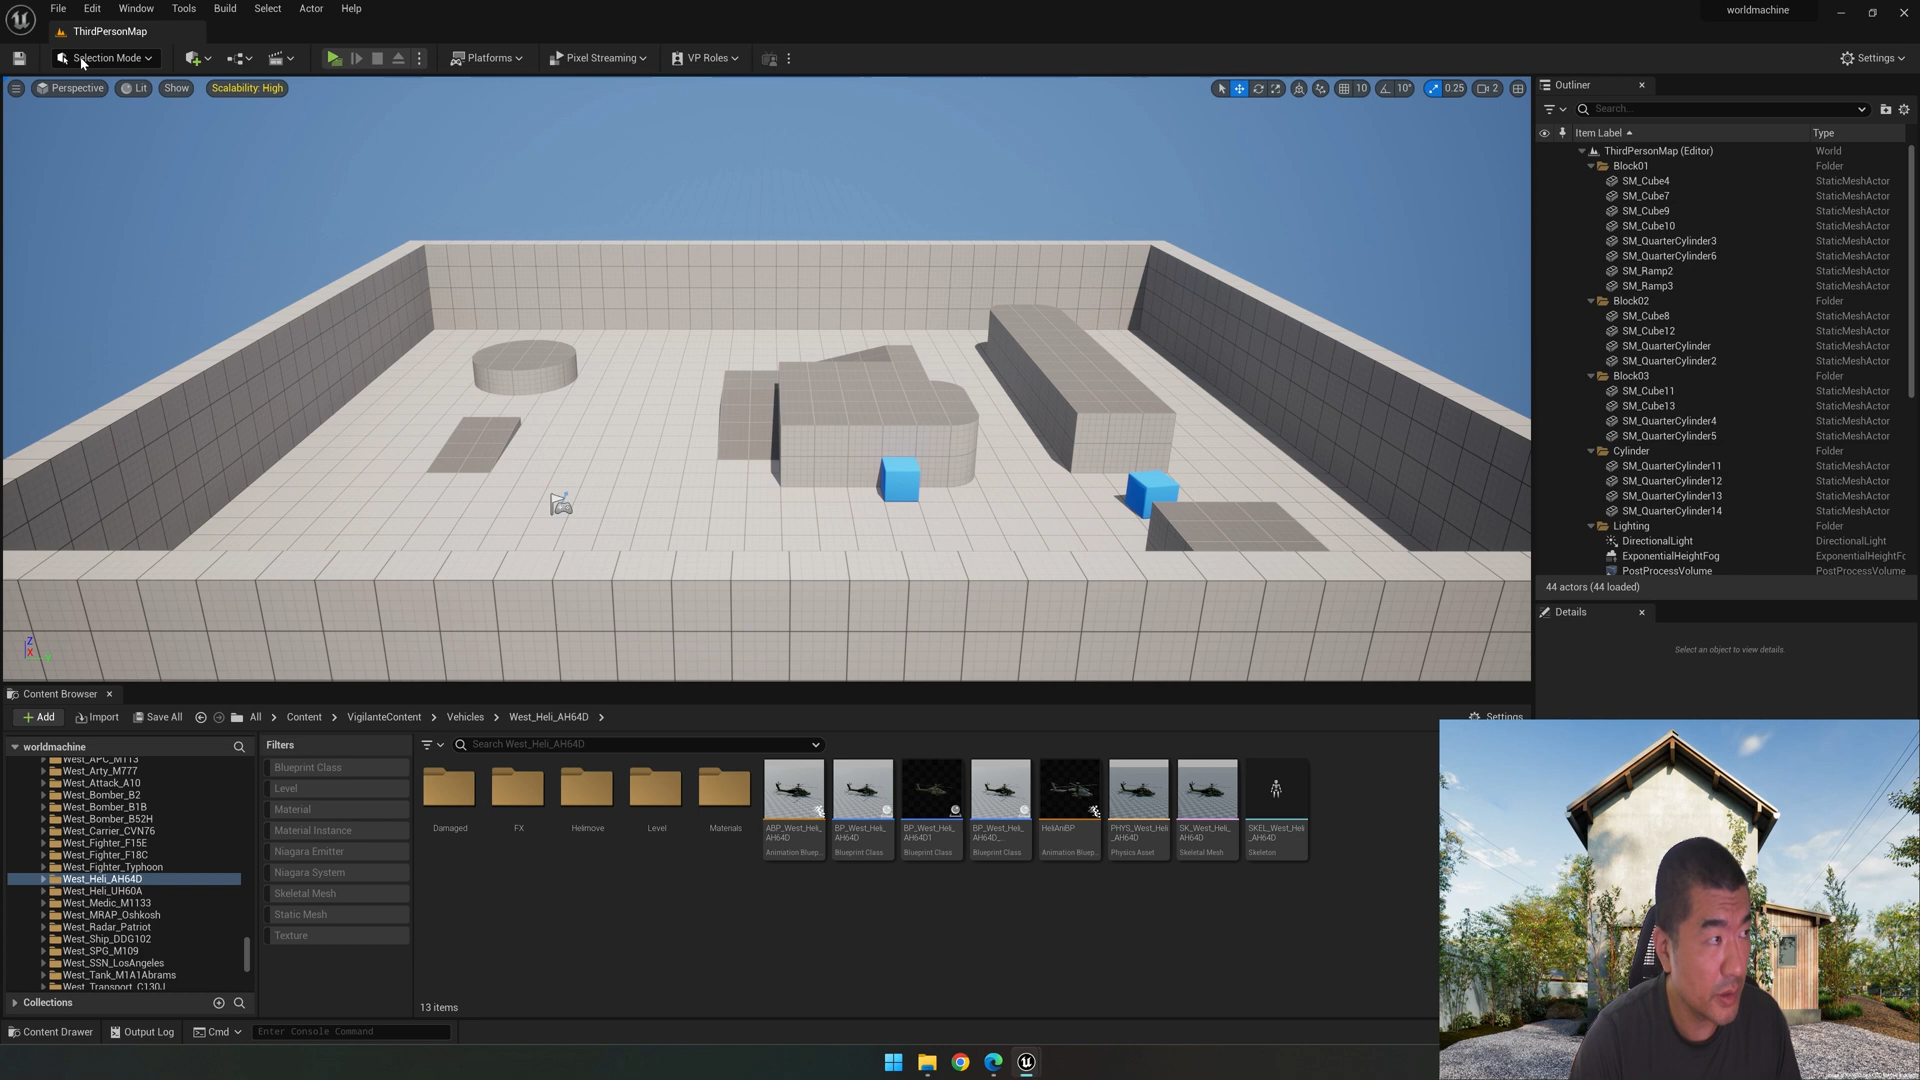 File Edit Window Tools Build Select Actor Help
worldmachine
ThirdPersonMap
Selection Mode
Platforms
Pixel Streaming
VP Roles
Settings
Perspective
Lit
Show
Scalability: High
10
10°
0.25
2
Outliner
Search...
Item Label Type
ThirdPersonMap (Editor) World
Block01 Folder
SM_Cube4 StaticMeshActor
SM_Cube7 StaticMeshActor
SM_Cube9 StaticMeshActor
SM_Cube10 StaticMeshActor
SM_QuarterCylinder3 StaticMeshActor
SM_QuarterCylinder6 StaticMeshActor
SM_Ramp2 StaticMeshActor
SM_Ramp3 StaticMeshActor
Block02 Folder
SM_Cube8 StaticMeshActor
SM_Cube12 StaticMeshActor
SM_QuarterCylinder StaticMeshActor
SM_QuarterCylinder2 StaticMeshActor
Block03 Folder
SM_Cube11 StaticMeshActor
SM_Cube13 StaticMeshActor
SM_QuarterCylinder4 StaticMeshActor
SM_QuarterCylinder5 StaticMeshActor
Cylinder Folder
SM_QuarterCylinder11 StaticMeshActor
SM_QuarterCylinder12 StaticMeshActor
SM_QuarterCylinder13 StaticMeshActor
SM_QuarterCylinder14 StaticMeshActor
Lighting Folder
DirectionalLight DirectionalLight
ExponentialHeightFog ExponentialHeightFo
PostProcessVolume PostProcessVolume
44 actors (44 loaded)
Details
Select an object to view details.
Z
X
Content Browser
Add
Import
Save All
All > Content > VigilanteContent > Vehicles > West_Heli_AH64D >
Settings
worldmachine
West_APC_M113
West_Arty_M777
West_Attack_A10
West_Bomber_B2
West_Bomber_B1B
West_Bomber_B52H
West_Carrier_CVN76
West_Fighter_F15E
West_Fighter_F18C
West_Fighter_Typhoon
West_Heli_AH64D
West_Heli_UH60A
West_Medic_M1133
West_MRAP_Oshkosh
West_Radar_Patriot
West_Ship_DDG102
West_SPG_M109
West_SSN_LosAngeles
West_Tank_M1A1Abrams
West_Transport_C130J
Collections
Filters
Blueprint Class
Level
Material
Material Instance
Niagara Emitter
Niagara System
Skeletal Mesh
Static Mesh
Texture
Search West_Heli_AH64D
Damaged
FX
Helimove
Level
Materials
ABP_West_Heli_
AH64D
Animation Bluep...
BP_West_Heli_
AH64D
Blueprint Class
BP_West_Heli_
AH64D1
Blueprint Class
BP_West_Heli_
AH64D_...
Blueprint Class
HeliAniBP
Animation Bluep...
PHYS_West_Heli
_AH64D
Physics Asset
SK_West_Heli_
AH64D
Skeletal Mesh
SKEL_West_Heli
_AH64D
Skeleton
13 items
Content Drawer
Output Log
Cmd
Enter Console Command